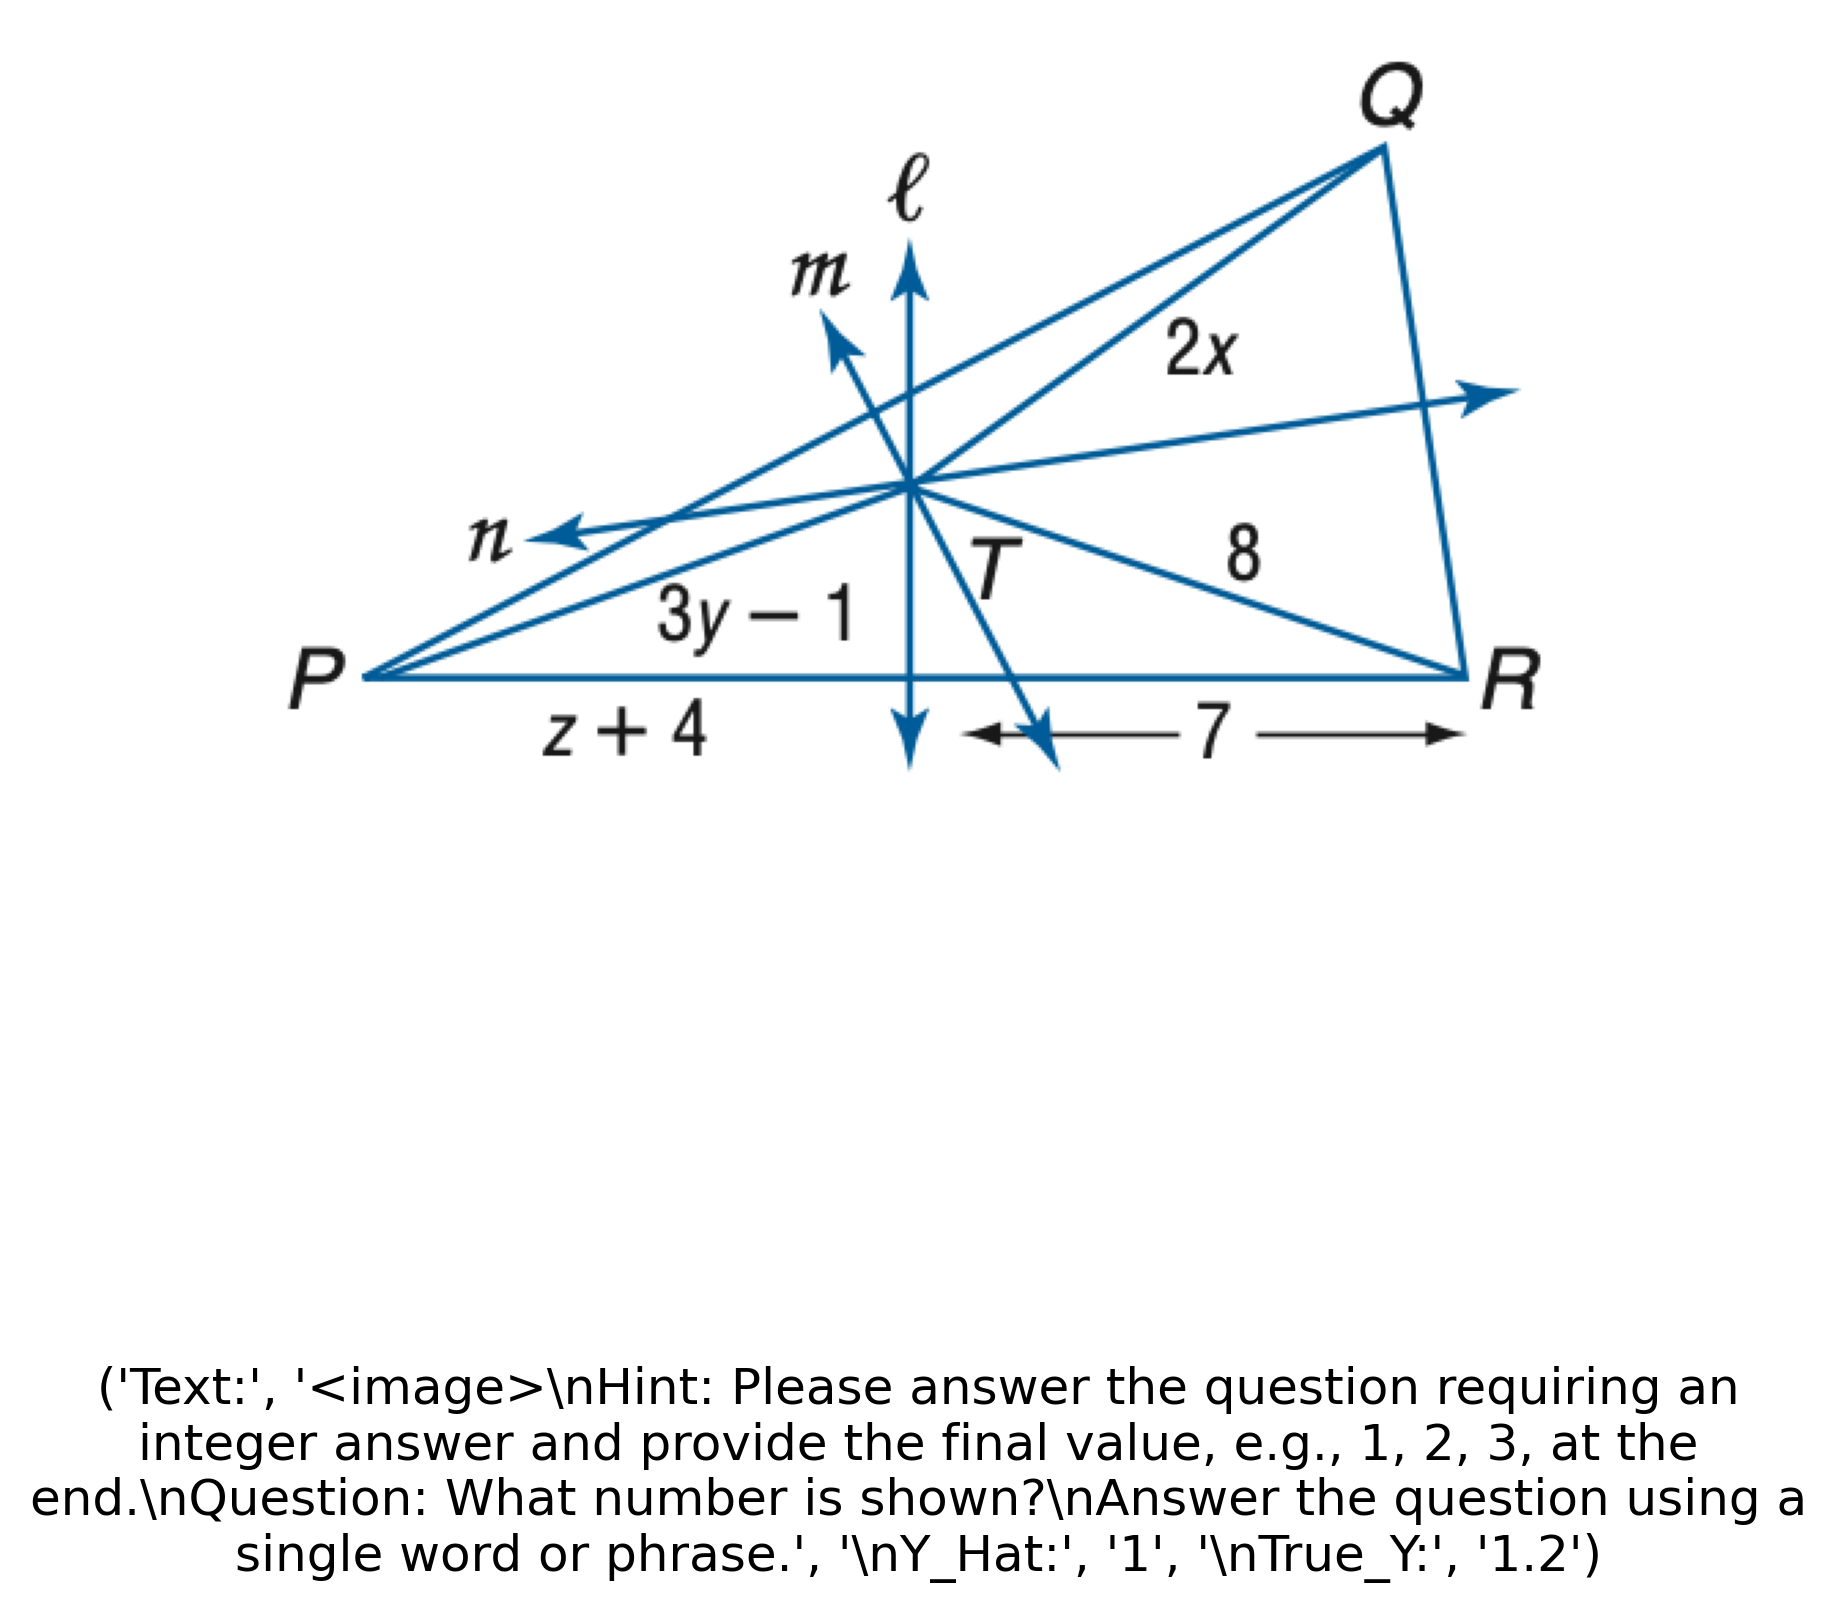 Q
ℓ
m
2x
n
T
8
3y − 1
P
R
z + 4
7
('Text:', '<image>\nHint: Please answer the question requiring an
integer answer and provide the final value, e.g., 1, 2, 3, at the
end.\nQuestion: What number is shown?\nAnswer the question using a
single word or phrase.', '\nY_Hat:', '1', '\nTrue_Y:', '1.2')